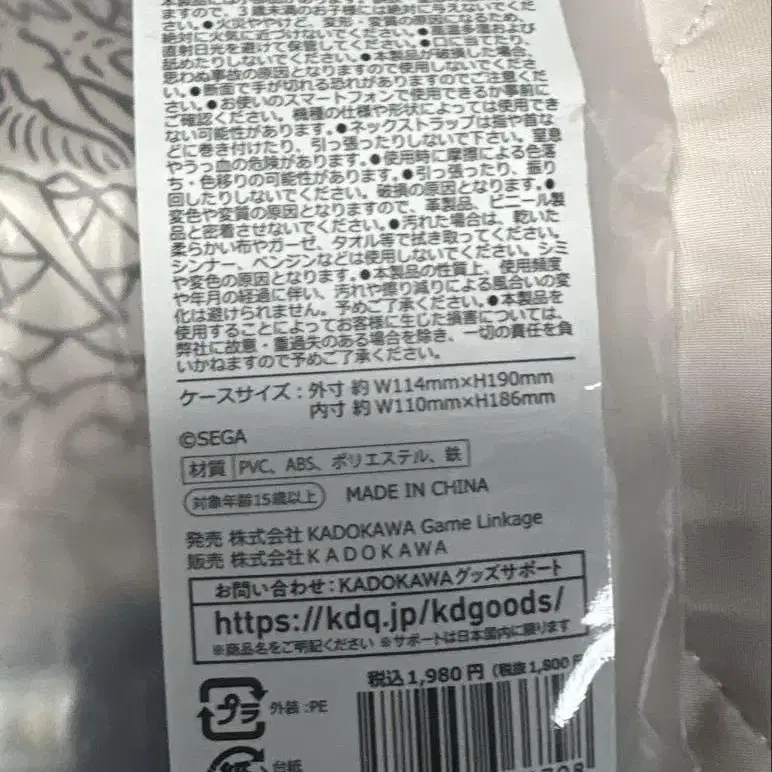 ますので、3歳未満のお子様には絶対に与えないでくだ
さい。●火災ややけど、変形・変質の原因になるため、
絶対に火気に近づけないでください。●高温多湿および
直射日光を避けて保管してください。●口に当てたり、
舐めたりしないでください。●本製品が破損した場合、
思わぬ事故の原因となりますので使用しないでくださ
い。●断面で手が切れる恐れがありますのでご注意くだ
さい。●お使いのスマートフォンで使用できるか事前に
ご確認ください。機種の仕様や形状によっては使用でき
ない可能性があります。●ネックストラップは指や首な
どに巻き付けたり、引っ張ったりしないで下さい。窒息
やうっ血の危険があります。●使用時に摩擦による色落
ち・色移りの可能性があります。●引っ張ったり、振り
回したりしないでください。破損の原因となります。●
変色や変質の原因となりますので、革製品、ビニール製
品と密着させないでください。●汚れた場合は、乾いた
柔らかい布やガーゼ、タオル等で拭き取ってください。
シンナー、ベンジンなどは使用しないでください。シミ
や変色の原因となります。●本製品の性質上、使用頻度
や年月の経過に伴い、汚れや擦り減りによる風合いの変
化は避けられません。予めご了承ください。●本製品を
使用することによってお客様に生じた損害については、
弊社に故意・重過失のある場合を除き、一切の責任を負
いかねますので予めご了承ください。
ケースサイズ：外寸 約 W114mm×H190mm
内寸 約 W110mm×H186mm
©SEGA
材質 PVC、ABS、ポリエステル、鉄
対象年齢15歳以上 MADE IN CHINA
発売 株式会社 KADOKAWA Game Linkage
販売 株式会社KADOKAWA
お問い合わせ：KADOKAWAグッズサポート
https://kdq.jp/kdgoods/
※商品名をご明記ください ※サポートは日本国内に限ります
税込1,980円（税抜1,800円
プラ 外装：PE
紙 台紙